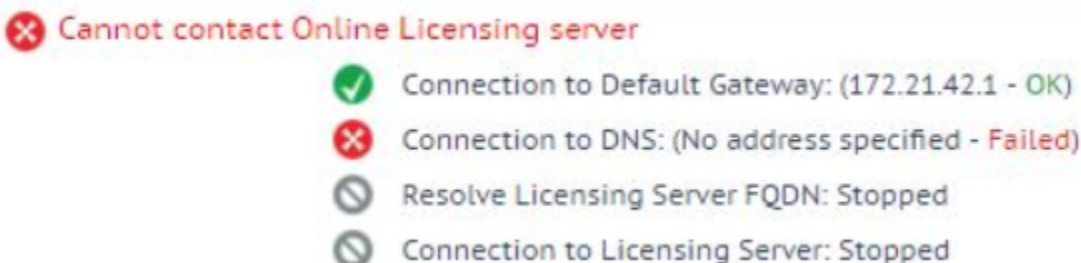 Cannot contact Online Licensing server
Connection to Default Gateway: (172.21.42.1 - OK)
Connection to DNS: (No address specified - Failed)
Resolve Licensing Server FQDN: Stopped
Connection to Licensing Server: Stopped